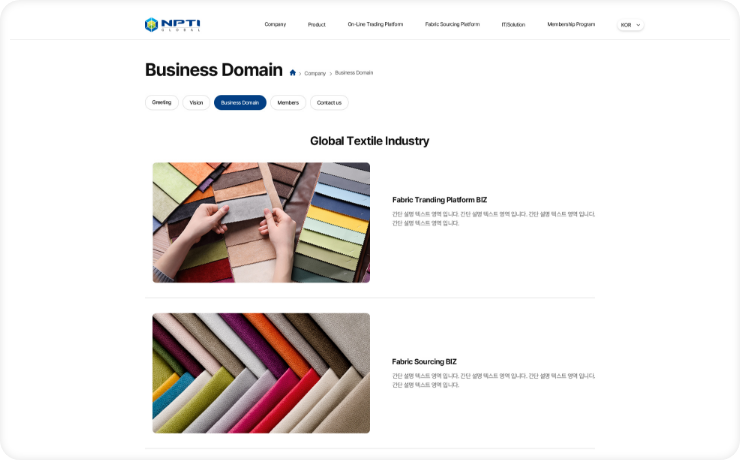 NPTI
GLOBAL
Company
Product
On-Line Trading Platform
Fabric Sourcing Platform
IT/Solution
Membership Program
KOR
Business Domain
Company
Business Domain
Greeting
Vision
Business Domain
Members
Contact us
Global Textile Industry
Fabric Tranding Platform BIZ
간단 설명 텍스트 영역 입니다. 간단 설명 텍스트 영역 입니다. 간단 설명 텍스트 영역 입니다.
간단 설명 텍스트 영역 입니다.
Fabric Sourcing BIZ
간단 설명 텍스트 영역 입니다. 간단 설명 텍스트 영역 입니다. 간단 설명 텍스트 영역 입니다.
간단 설명 텍스트 영역 입니다.